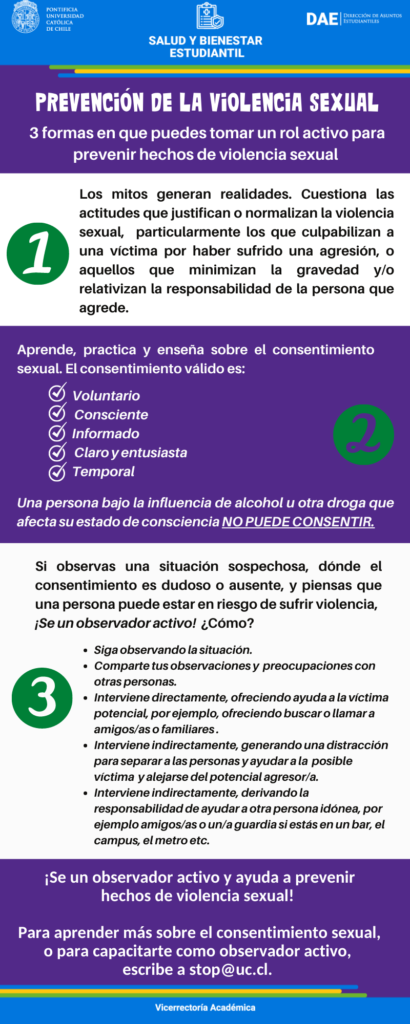 PONTIFICIA
UNIVERSIDAD
CATÓLICA
DE CHILE
SALUD Y BIENESTAR
ESTUDIANTIL
DAE
DIRECCIÓN DE ASUNTOS
ESTUDIANTILES
PREVENCIÓN DE LA VIOLENCIA SEXUAL
3 formas en que puedes tomar un rol activo para
prevenir hechos de violencia sexual
1
Los mitos generan realidades. Cuestiona las
actitudes que justifican o normalizan la violencia
sexual, particularmente los que culpabilizan a
una víctima por haber sufrido una agresión, o
aquellos que minimizan la gravedad y/o
relativizan la responsabilidad de la persona que
agrede.
Aprende, practica y enseña sobre el consentimiento
sexual. El consentimiento válido es:
Voluntario
Consciente
Informado
Claro y entusiasta
Temporal
2
Una persona bajo la influencia de alcohol u otra droga que
afecta su estado de consciencia NO PUEDE CONSENTIR.
Si observas una situación sospechosa, dónde el
consentimiento es dudoso o ausente, y piensas que
una persona puede estar en riesgo de sufrir violencia,
¡Se un observador activo! ¿Cómo?
3
• Siga observando la situación.
• Comparte tus observaciones y preocupaciones con
otras personas.
• Interviene directamente, ofreciendo ayuda a la víctima
potencial, por ejemplo, ofreciendo buscar o llamar a
amigos/as o familiares .
• Interviene indirectamente, generando una distracción
para separar a las personas y ayudar a la posible
víctima y alejarse del potencial agresor/a.
• Interviene indirectamente, derivando la
responsabilidad de ayudar a otra persona idónea, por
ejemplo amigos/as o un/a guardia si estás en un bar, el
campus, el metro etc.
¡Se un observador activo y ayuda a prevenir
hechos de violencia sexual!
Para aprender más sobre el consentimiento sexual,
o para capacitarte como observador activo,
escribe a stop@uc.cl.
Vicerrectoría Académica